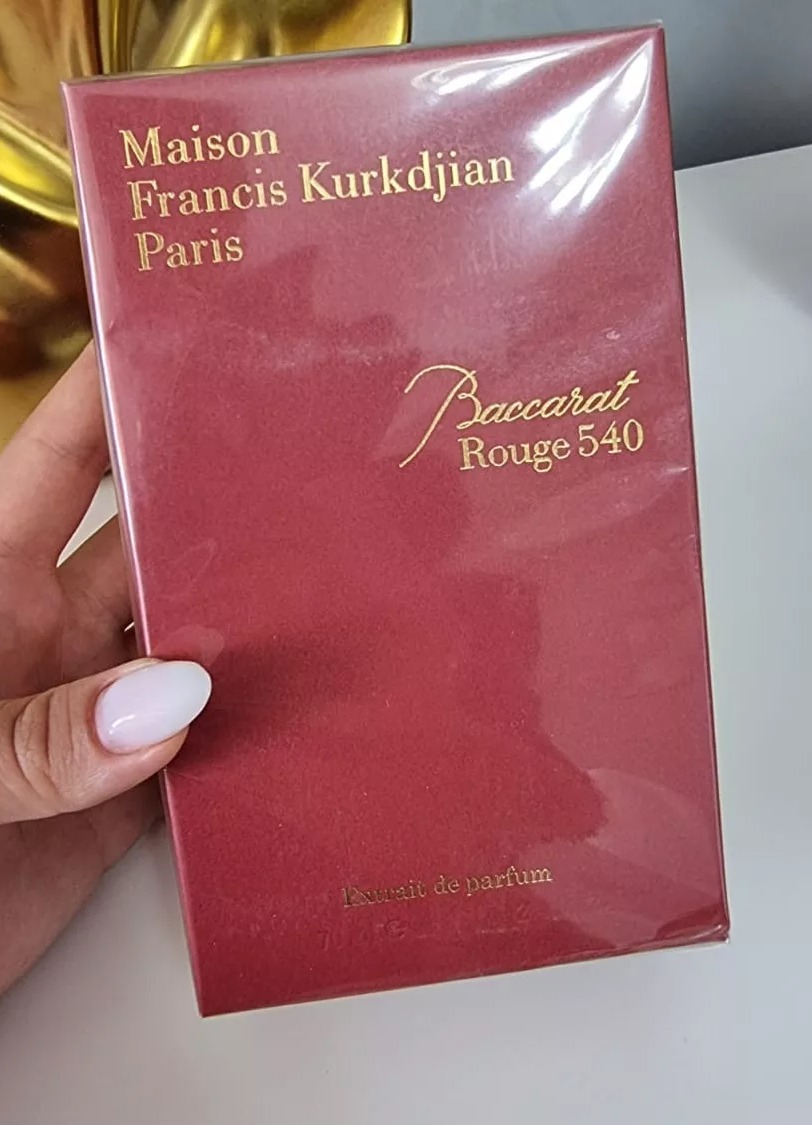 Maison
Francis Kurkdjian
Paris
Baccarat
Rouge 540
Extrait de parfum